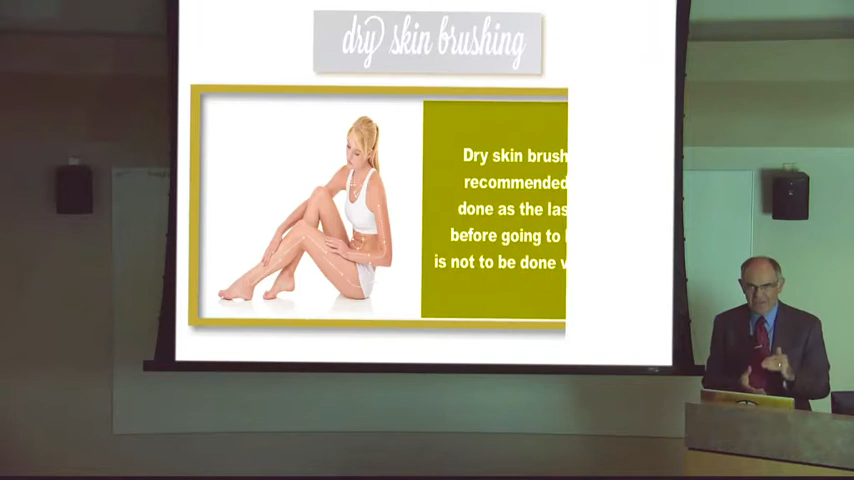 dry skin brushing
Dry skin brush
recommended
done as the las
before going to
is not to be done